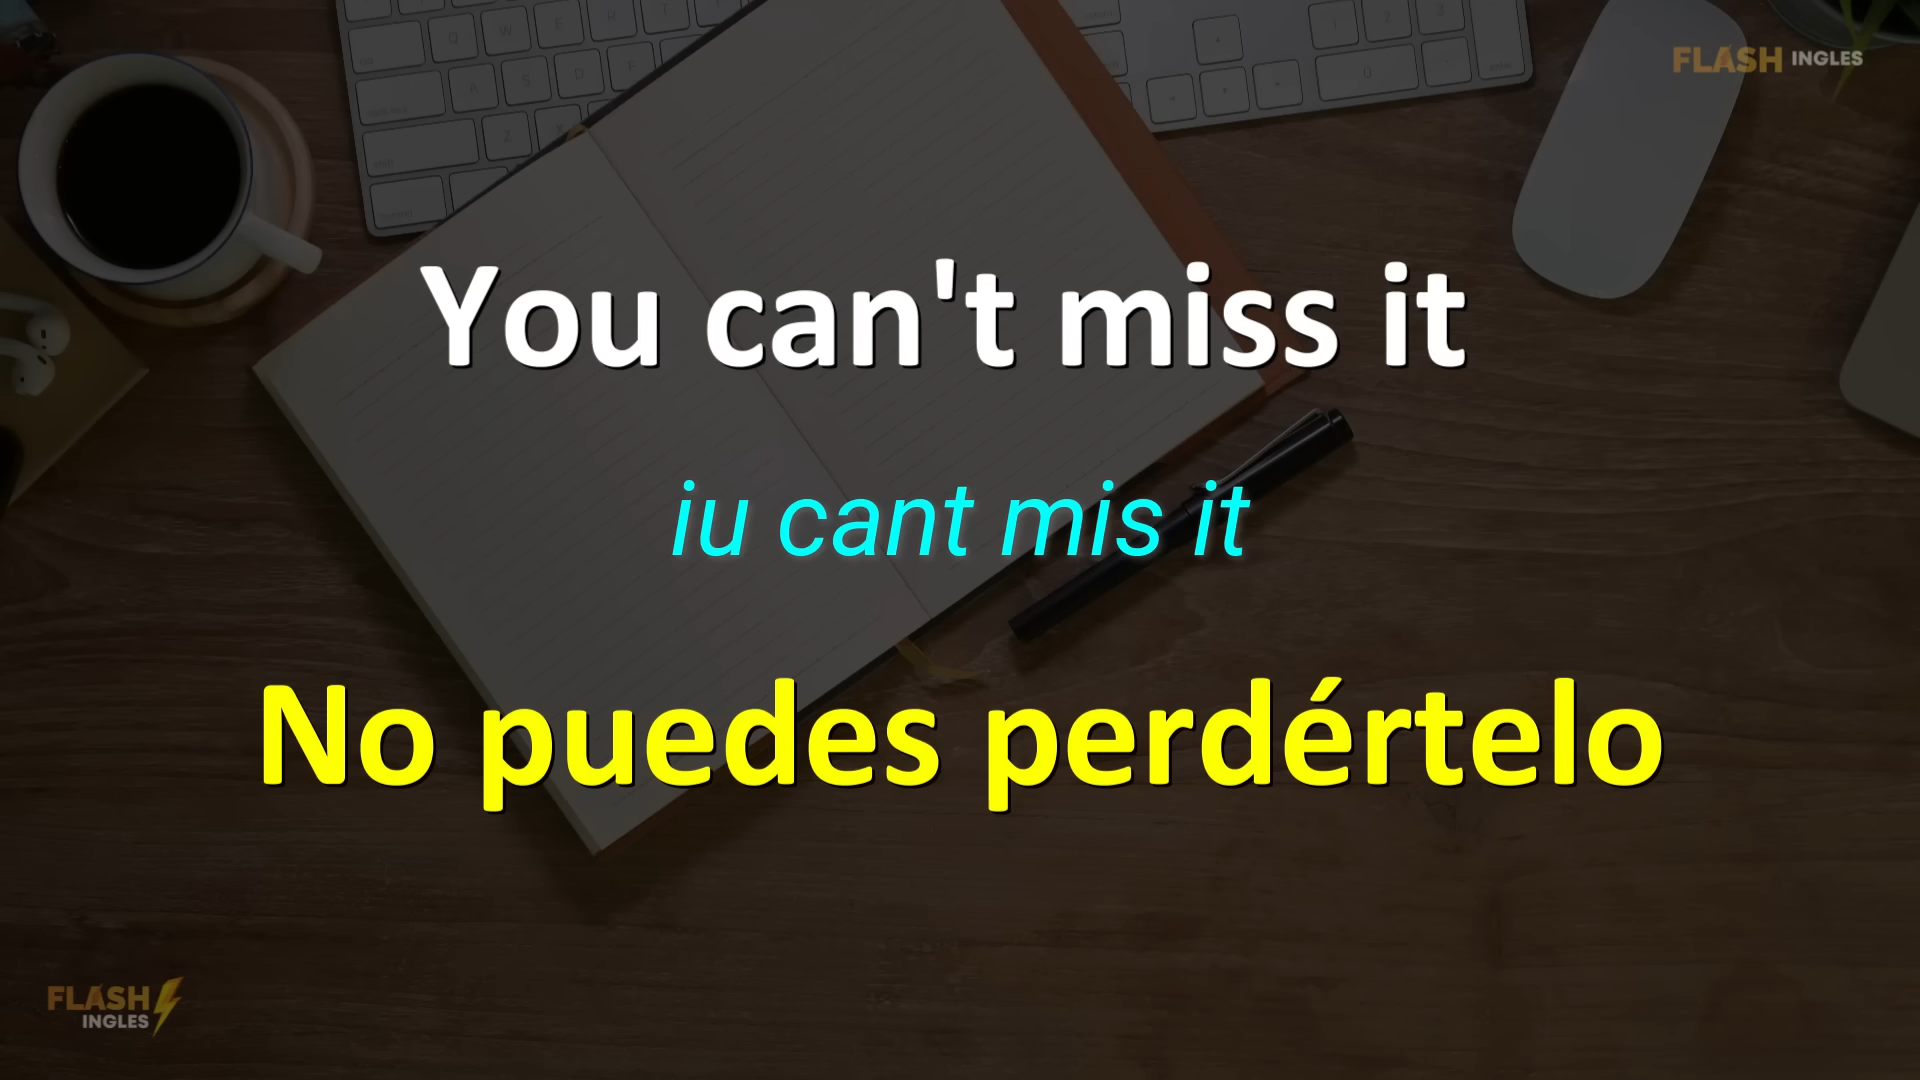 FLASH INGLES
You can't miss it
iu cant mis it
No puedes perdértelo
FLASH
INGLES